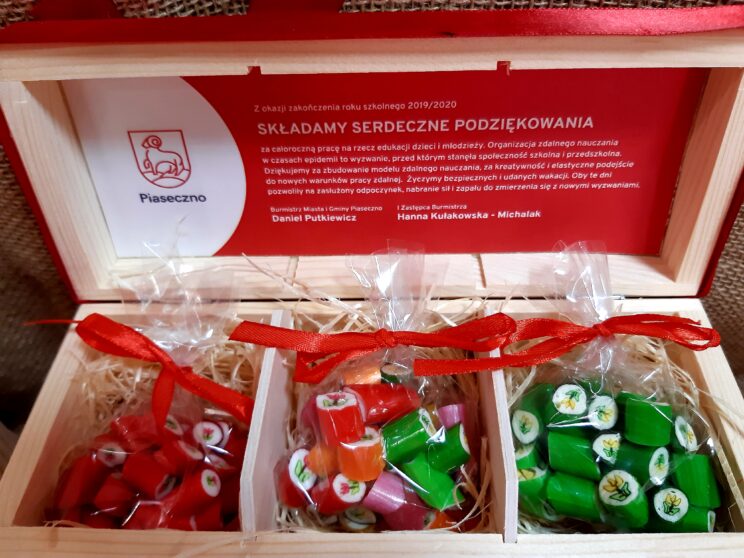 Piaseczno
Z okazji zakończenia roku szkolnego 2019/2020
SKŁADAMY SERDECZNE PODZIĘKOWANIA
za całoroczną pracę na rzecz edukacji dzieci i młodzieży. Organizacja zdalnego nauczania
w czasach epidemii to wyzwanie, przed którym stanęła społeczność szkolna i przedszkolna.
Dziękujemy za zbudowanie modelu zdalnego nauczania, za kreatywność i elastyczne podejście
do nowych warunków pracy zdalnej. Życzymy bezpiecznych i udanych wakacji. Oby te dni
pozwoliły na zasłużony odpoczynek, nabranie sił i zapału do zmierzenia się z nowymi wyzwaniami.
Burmistrz Miasta i Gminy Piaseczno
Daniel Putkiewicz
I Zastępca Burmistrza
Hanna Kułakowska - Michalak